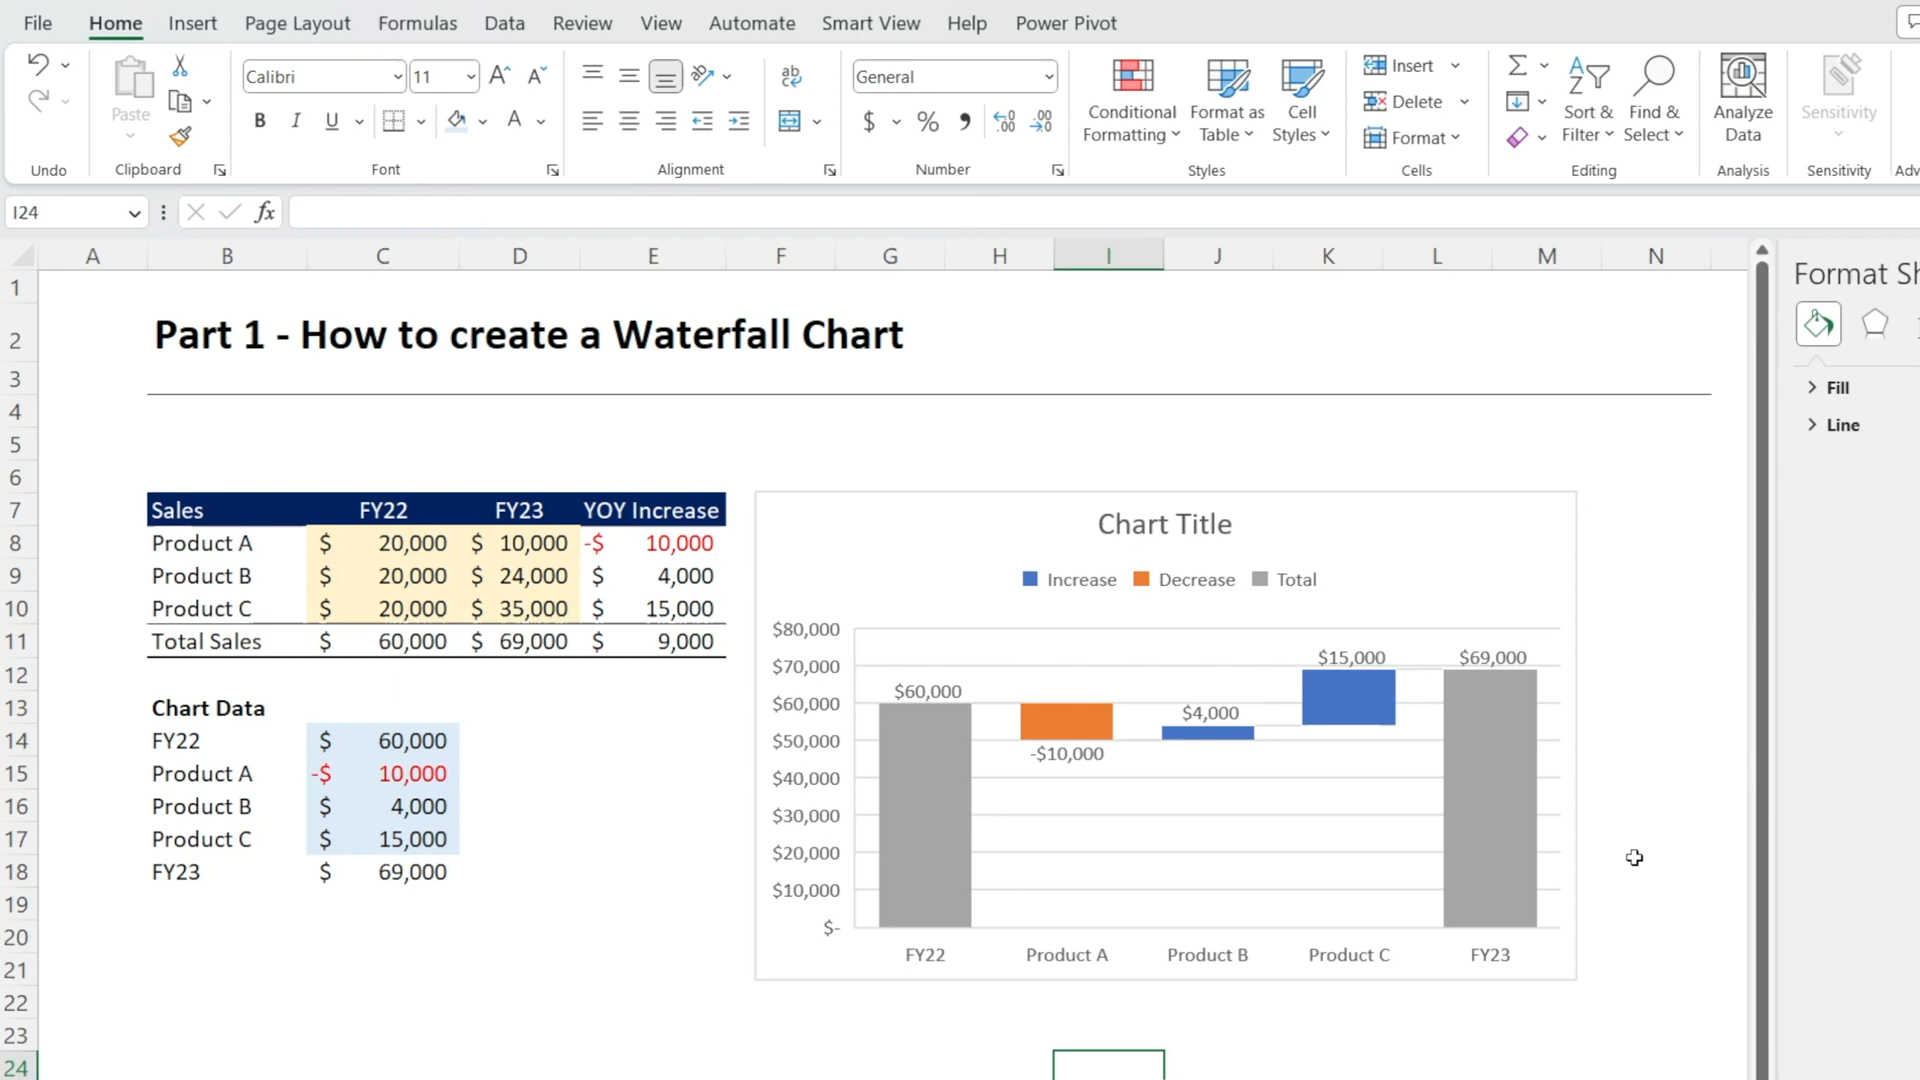 File Home Insert Page Layout Formulas Data Review View Automate Smart View Help Power Pivot
Calibri 11 General
Insert
Delete
Format
Paste
B I U A
$ % 9
Conditional Formatting
Format as Table
Cell Styles
Sort & Filter
Find & Select
Analyze Data
Sensitivity
Undo Clipboard Font Alignment Number Styles Cells Editing Analysis Sensitivity
I24 fx
A B C D E F G H I J K L M N
Format
Fill
Line
1
2 Part 1 - How to create a Waterfall Chart
3
4
5
6
7 Sales FY22 FY23 YOY Increase
8 Product A $ 20,000 $ 10,000 -$ 10,000
9 Product B $ 20,000 $ 24,000 $ 4,000
10 Product C $ 20,000 $ 35,000 $ 15,000
11 Total Sales $ 60,000 $ 69,000 $ 9,000
12
13 Chart Data
14 FY22 $ 60,000
15 Product A -$ 10,000
16 Product B $ 4,000
17 Product C $ 15,000
18 FY23 $ 69,000
19
20
21
22
23
24
Chart Title
Increase Decrease Total
$80,000
$70,000
$60,000
$50,000
$40,000
$30,000
$20,000
$10,000
$-
$60,000
-$10,000
$4,000
$15,000
$69,000
FY22 Product A Product B Product C FY23